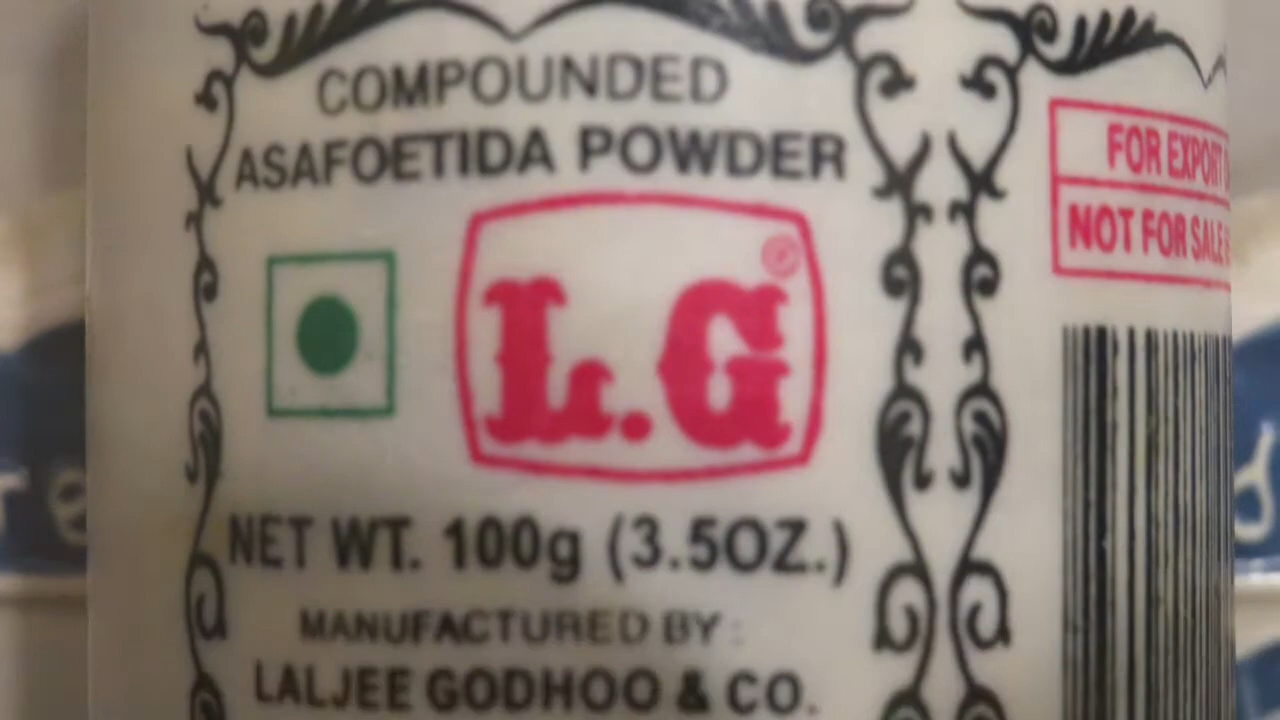 COMPOUNDED
ASAFOETIDA POWDER
L.G
NET WT. 100g (3.5OZ.)
MANUFACTURED BY :
LALJEE GODHOO & CO.
FOR EXPORT
NOT FOR SALE